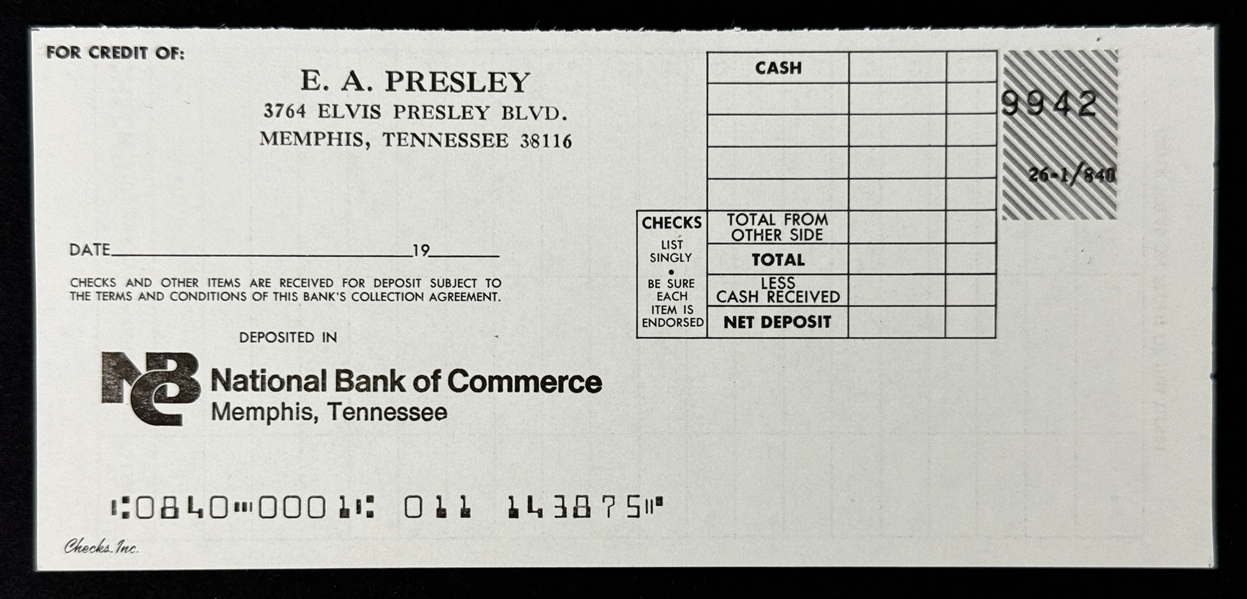 FOR CREDIT OF:
E. A. PRESLEY
3764 ELVIS PRESLEY BLVD.
MEMPHIS, TENNESSEE 38116
DATE 19
CHECKS AND OTHER ITEMS ARE RECEIVED FOR DEPOSIT SUBJECT TO
THE TERMS AND CONDITIONS OF THIS BANK'S COLLECTION AGREEMENT.
DEPOSITED IN
NBC
National Bank of Commerce
Memphis, Tennessee
CASH
9942
26-1/840
CHECKS
LIST
SINGLY
•
BE SURE
EACH
ITEM IS
ENDORSED
TOTAL FROM
OTHER SIDE
TOTAL
LESS
CASH RECEIVED
NET DEPOSIT
⑆0840⑉0001⑆ 011 143875⑈
Checks, Inc.